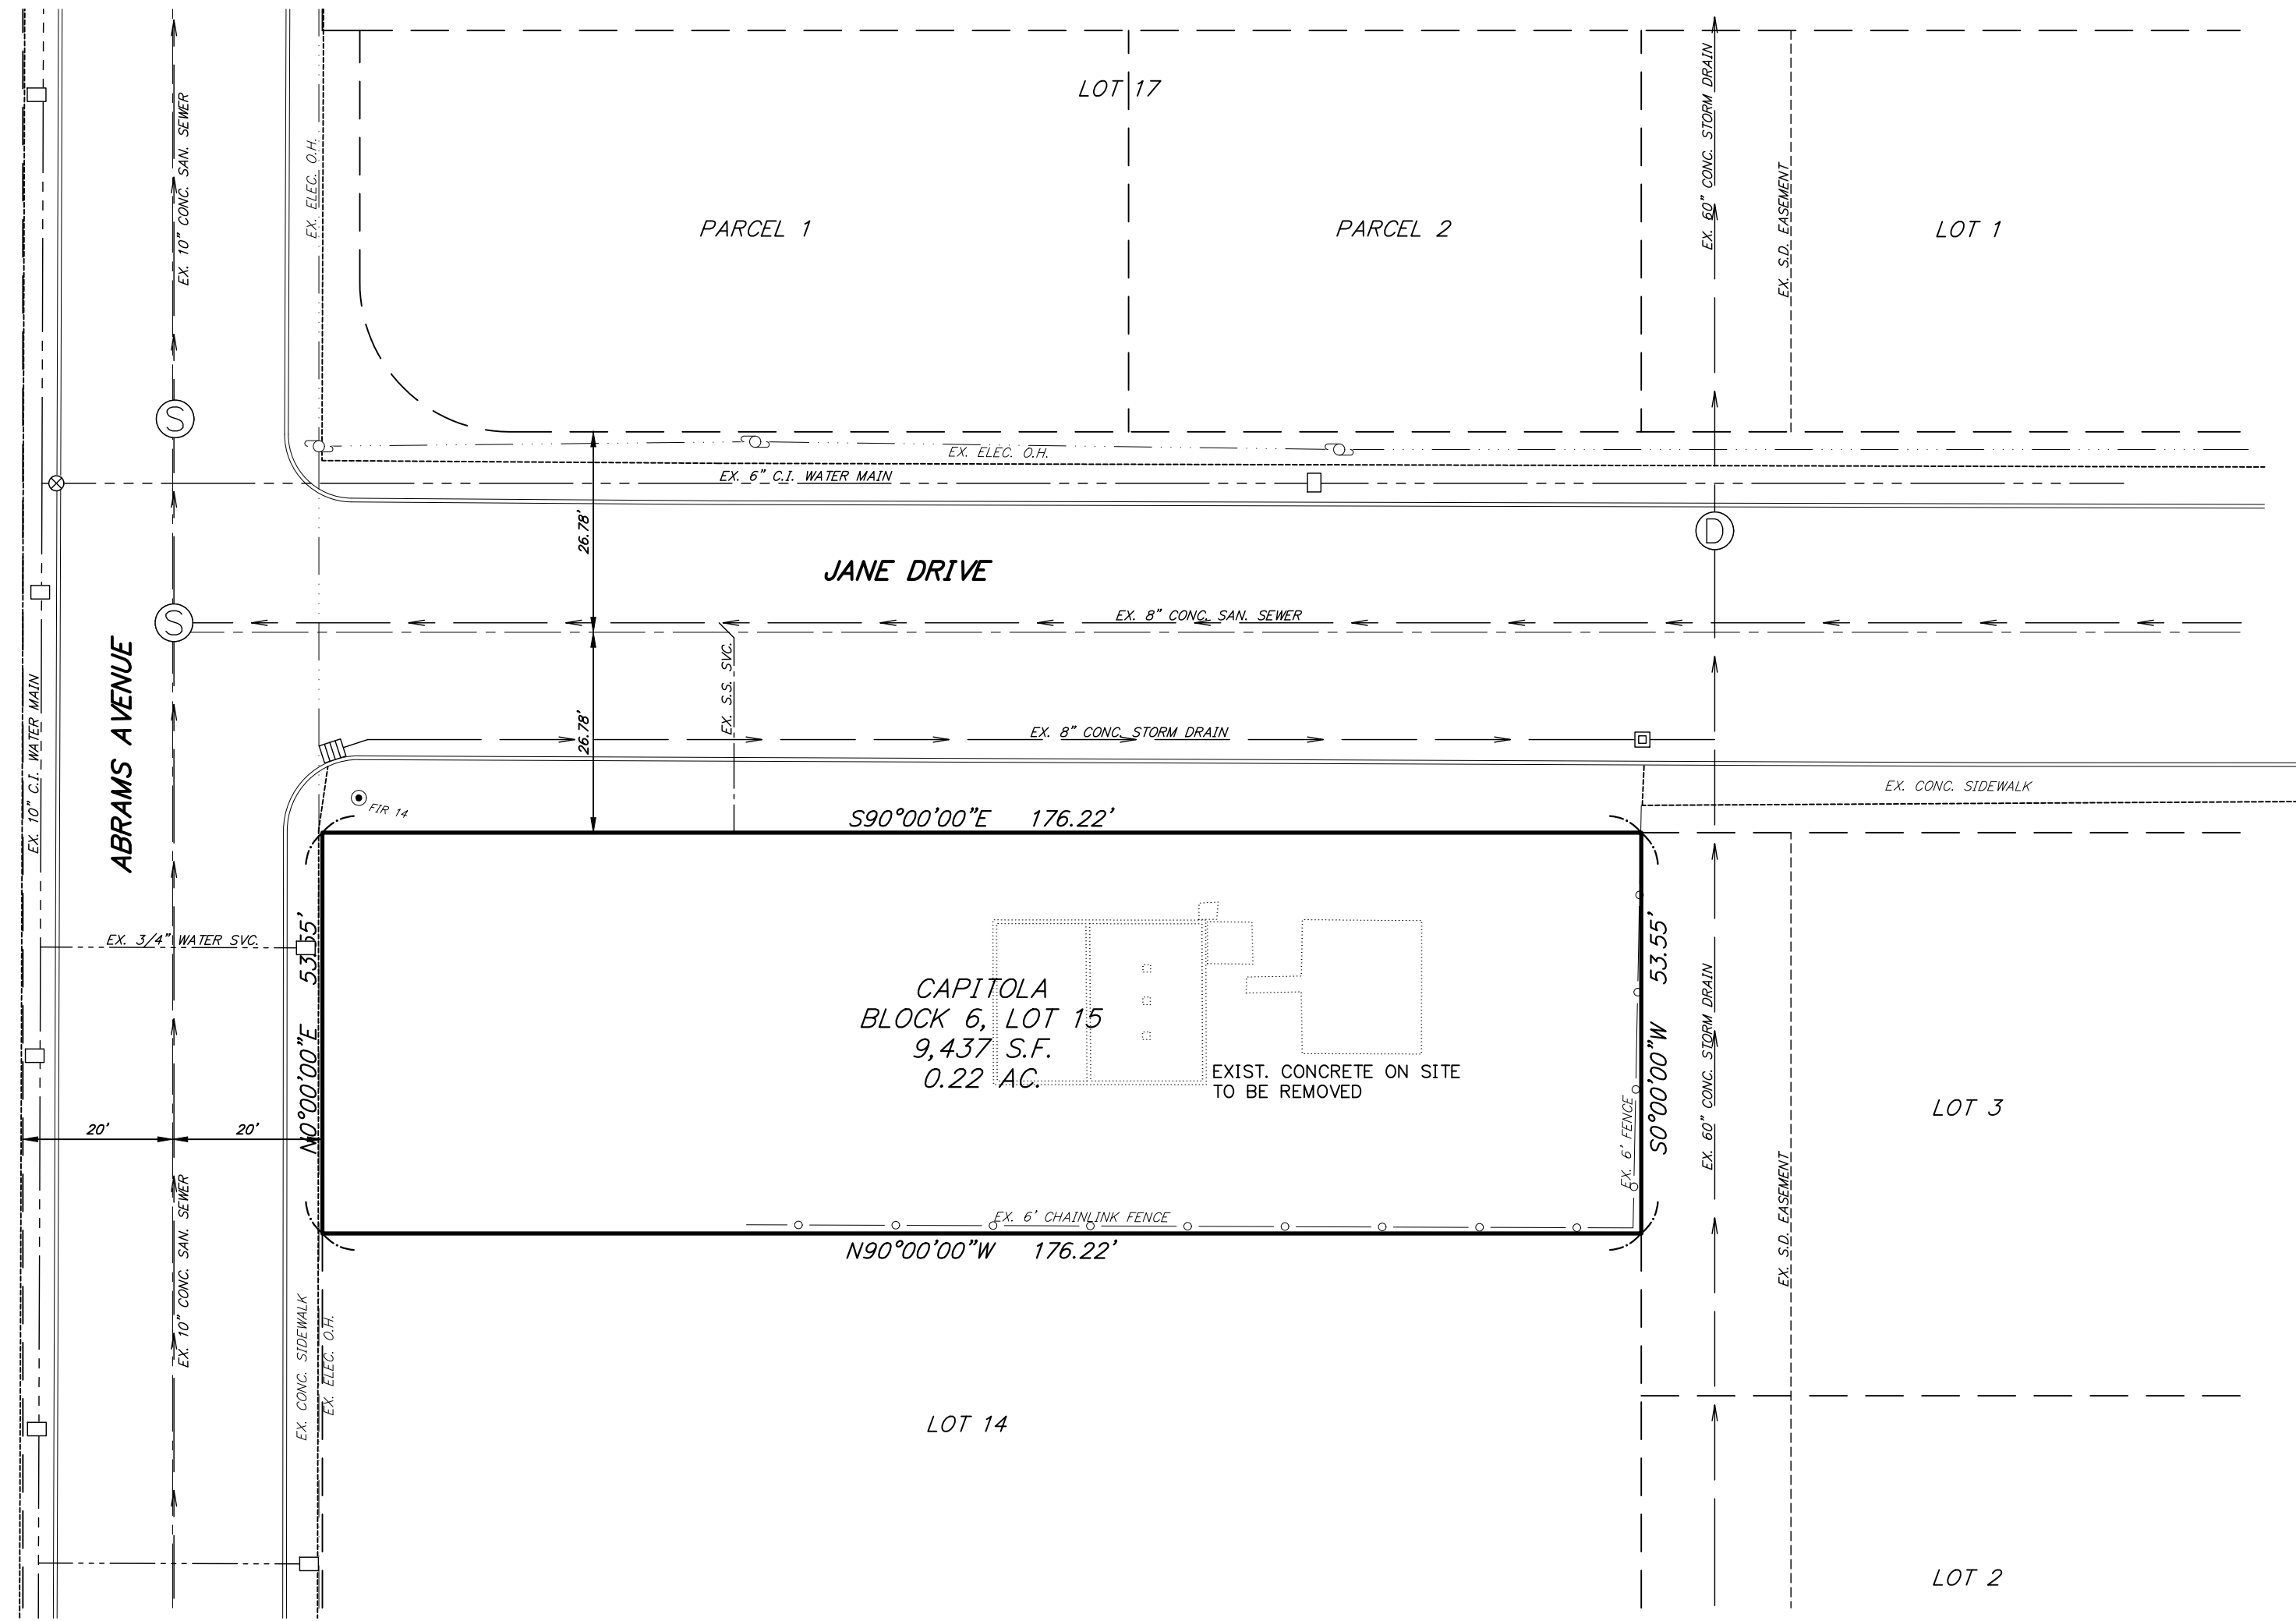 LOT 17
EX. 10" CONC. SAN. SEWER
EX. ELEC. O.H.
EX. 60" CONC. STORM DRAIN
EX. S.D. EASEMENT
PARCEL 1
PARCEL 2
LOT 1
S
EX. ELEC. O.H.
EX. 6" C.I. WATER MAIN
26.78'
D
JANE DRIVE
S
EX. 8" CONC. SAN. SEWER
EX. 10" C.I. WATER MAIN
ABRAMS AVENUE
26.78'
EX. S.S. SVC.
EX. 8" CONC. STORM DRAIN
EX. CONC. SIDEWALK
FIR 14
S90°00'00"E 176.22'
EX. 3/4" WATER SVC.
N0°00'00"E 53.55'
CAPITOLA
BLOCK 6, LOT 15
9,437 S.F.
0.22 AC.
EXIST. CONCRETE ON SITE
TO BE REMOVED
EX. 6' FENCE
S0°00'00"W 53.55'
EX. 60" CONC. STORM DRAIN
LOT 3
20'
20'
EX. S.D. EASEMENT
EX. 10" CONC. SAN. SEWER
EX. 6' CHAINLINK FENCE
N90°00'00"W 176.22'
EX. CONC. SIDEWALK
EX. ELEC. O.H.
LOT 14
LOT 2